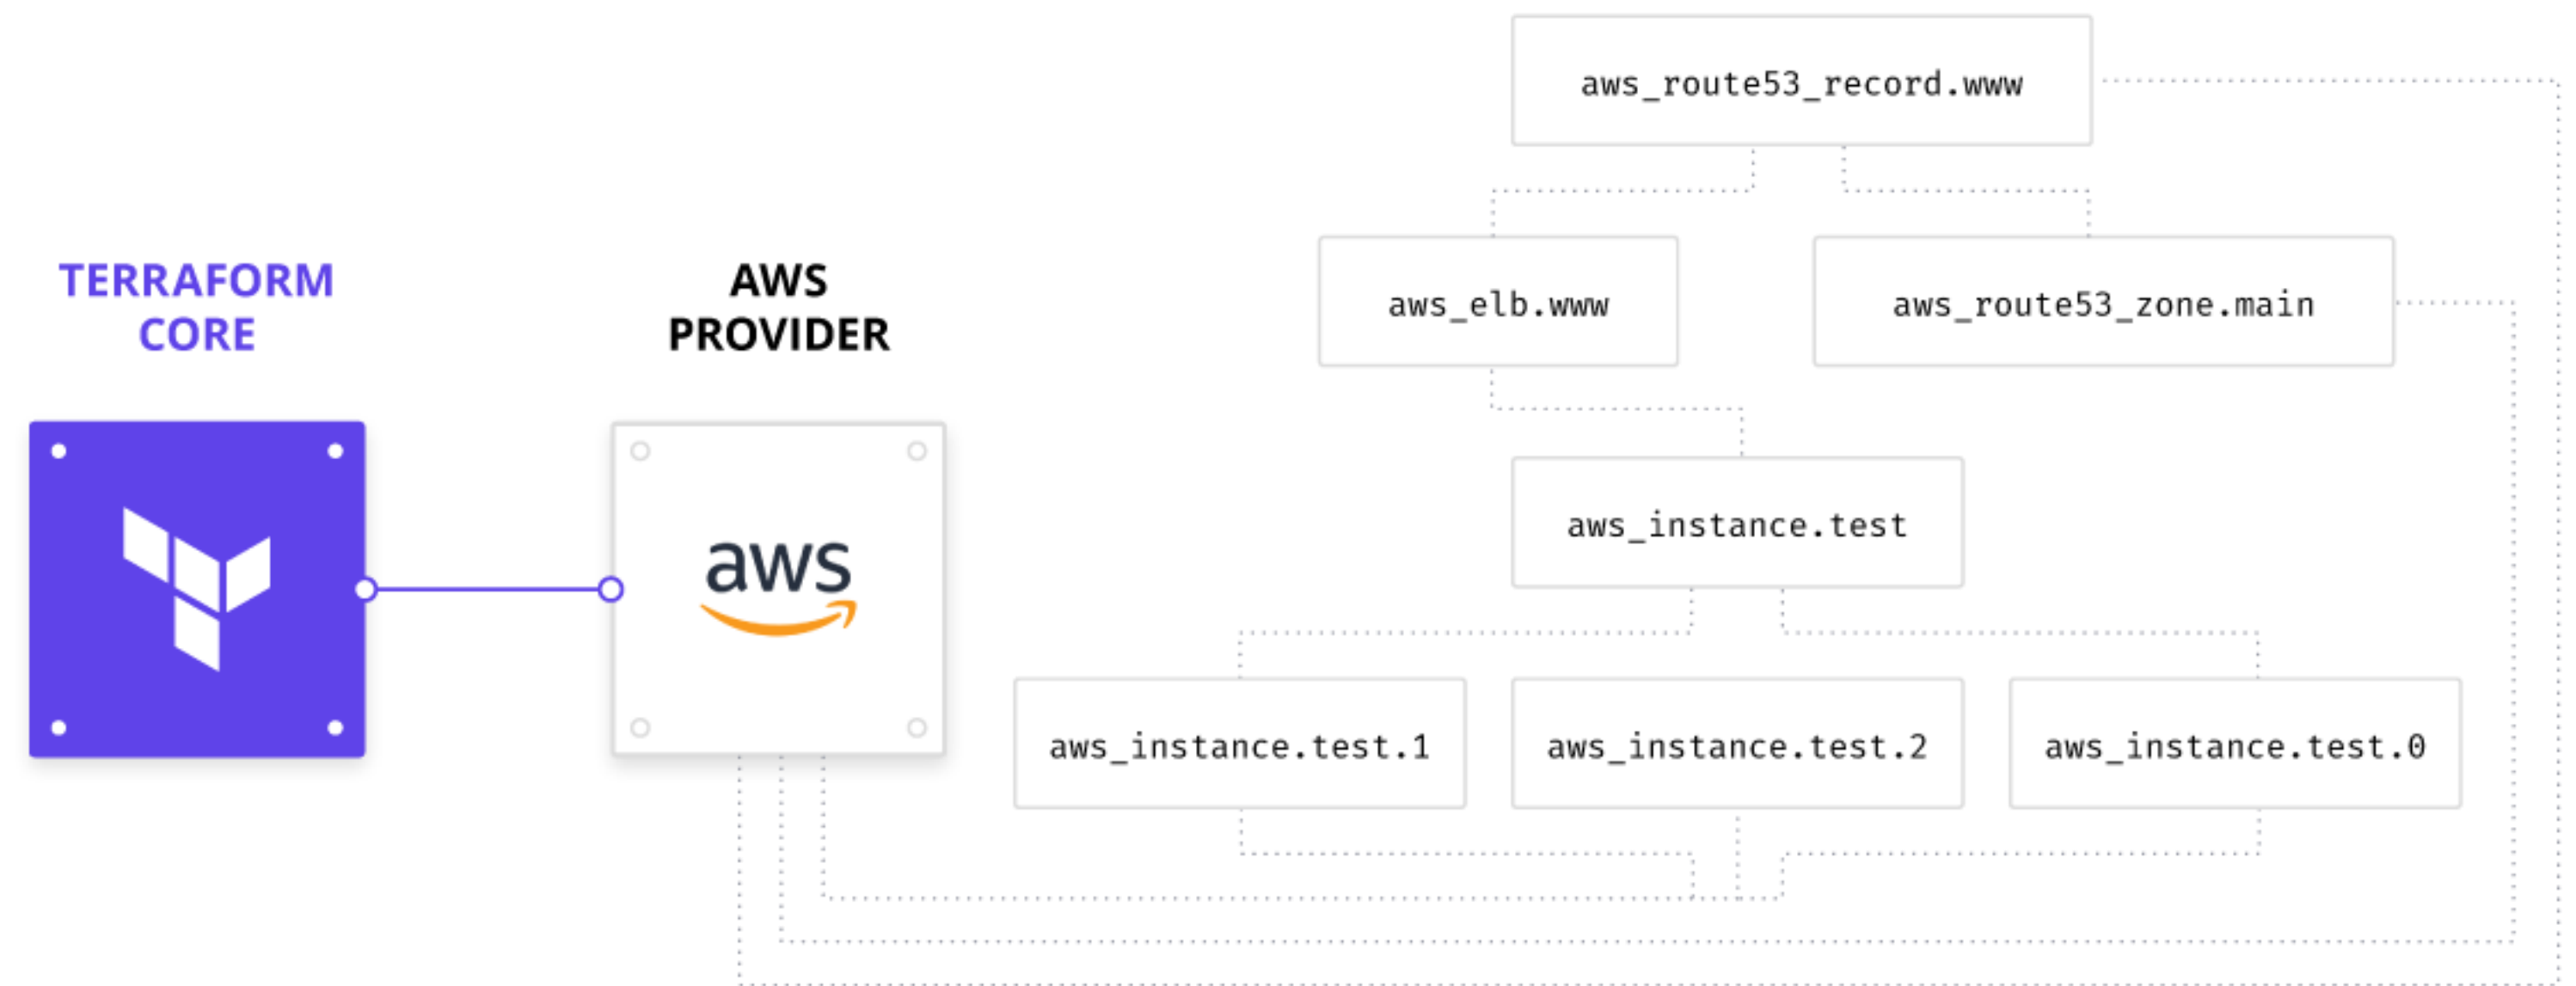 TERRAFORM
CORE
AWS
PROVIDER
aws
aws_route53_record.www
aws_elb.www
aws_route53_zone.main
aws_instance.test
aws_instance.test.1
aws_instance.test.2
aws_instance.test.0